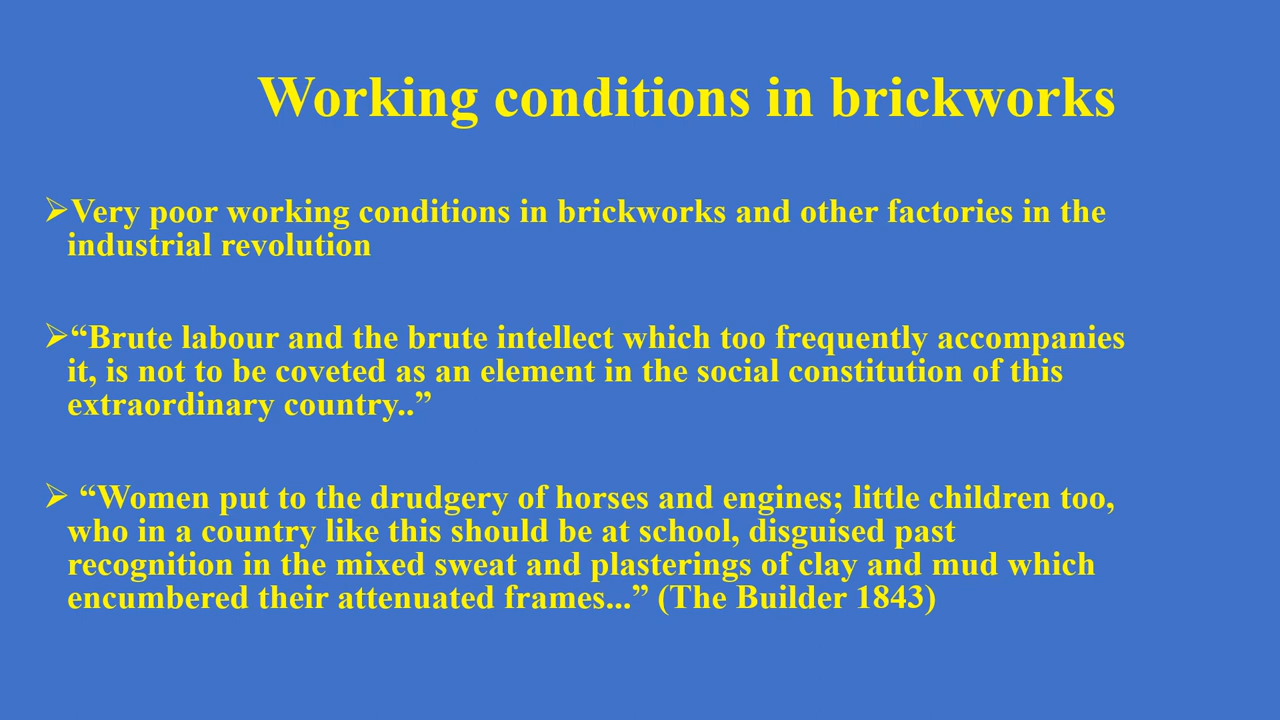 Working conditions in brickworks
➢Very poor working conditions in brickworks and other factories in the
industrial revolution
➢“Brute labour and the brute intellect which too frequently accompanies
it, is not to be coveted as an element in the social constitution of this
extraordinary country..”
➢ “Women put to the drudgery of horses and engines; little children too,
who in a country like this should be at school, disguised past
recognition in the mixed sweat and plasterings of clay and mud which
encumbered their attenuated frames...” (The Builder 1843)